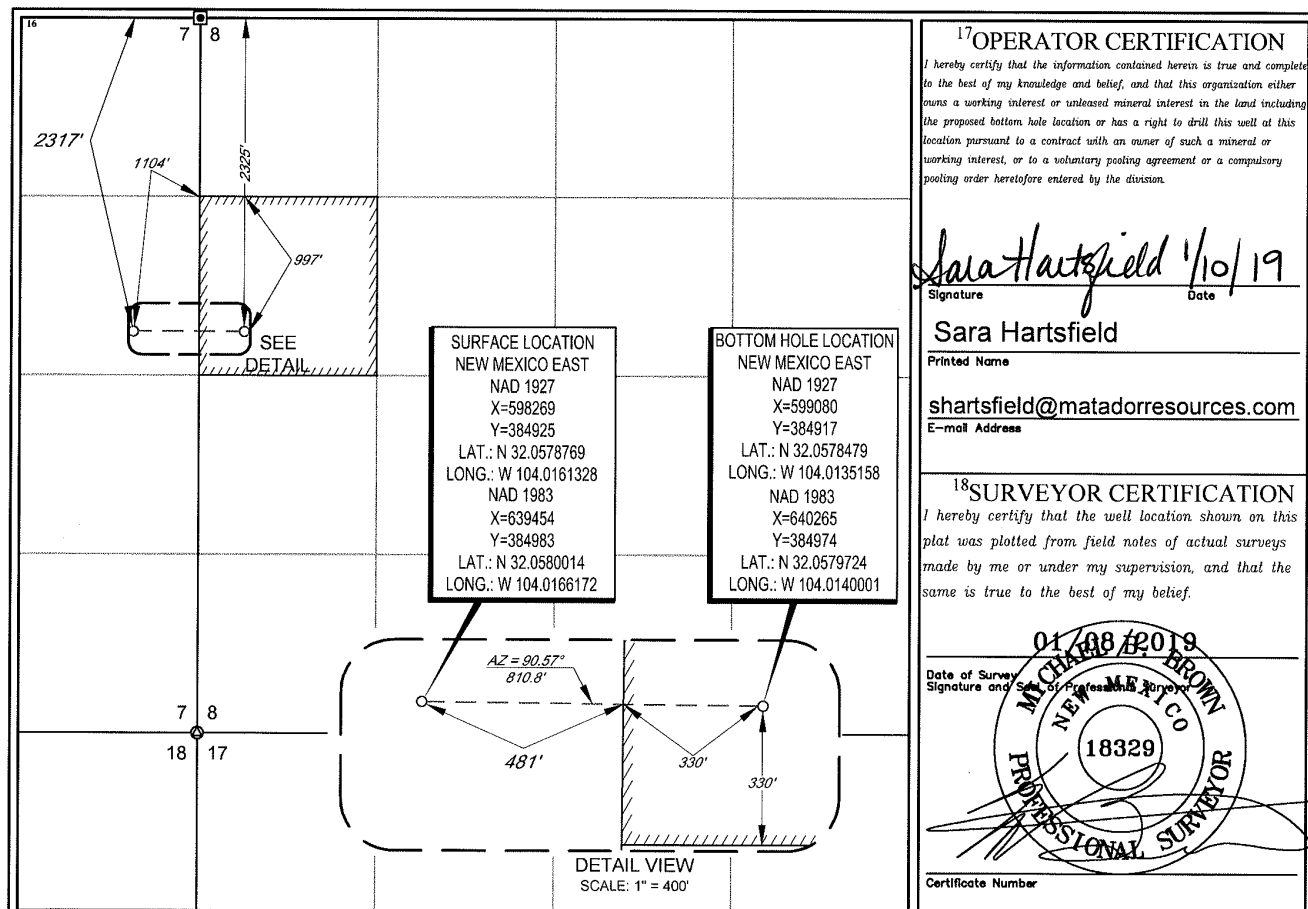 16
7 8
2317'
1104'
2325'
997'
SEE
DETAIL
SURFACE LOCATION
NEW MEXICO EAST
NAD 1927
X=598269
Y=384925
LAT.: N 32.0578769
LONG.: W 104.0161328
NAD 1983
X=639454
Y=384983
LAT.: N 32.0580014
LONG.: W 104.0166172
BOTTOM HOLE LOCATION
NEW MEXICO EAST
NAD 1927
X=599080
Y=384917
LAT.: N 32.0578479
LONG.: W 104.0135158
NAD 1983
X=640265
Y=384974
LAT.: N 32.0579724
LONG.: W 104.0140001
AZ = 90.57°
810.8'
481'
330'
330'
7 8
18 17
DETAIL VIEW
SCALE: 1" = 400'
17 OPERATOR CERTIFICATION
I hereby certify that the information contained herein is true and complete
to the best of my knowledge and belief, and that this organization either
owns a working interest or unleased mineral interest in the land including
the proposed bottom hole location or has a right to drill this well at this
location pursuant to a contract with an owner of such a mineral or
working interest, or to a voluntary pooling agreement or a compulsory
pooling order heretofore entered by the division.
Sara Hartsfield 1/10/19
Signature Date
Sara Hartsfield
Printed Name
shartsfield@matadorresources.com
E-mail Address
18 SURVEYOR CERTIFICATION
I hereby certify that the well location shown on this
plat was plotted from field notes of actual surveys
made by me or under my supervision, and that the
same is true to the best of my belief.
01/08/2019
Date of Survey
Signature and Seal of Professional Surveyor
MICHAEL B. BROWN
NEW MEXICO
18329
PROFESSIONAL SURVEYOR
Certificate Number